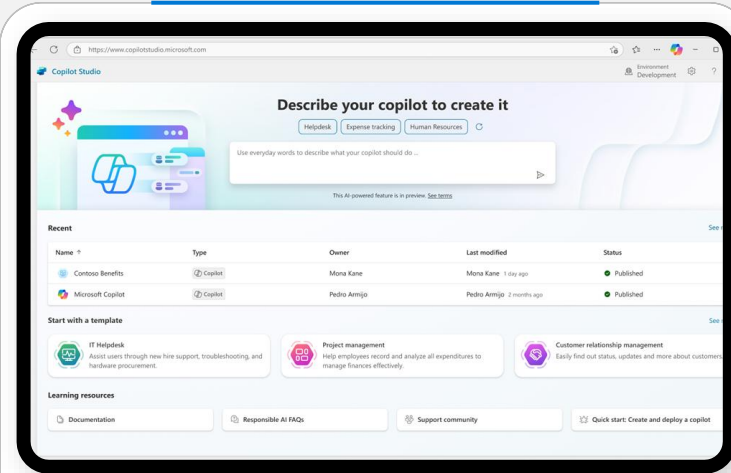 https://www.copilotstudio.microsoft.com
Copilot Studio
Environment
Development
?
Describe your copilot to create it
Helpdesk
Expense tracking
Human Resources
Use everyday words to describe what your copilot should do ...
This AI-powered feature is in preview. See terms
Recent
See
Name ↑ Type Owner Last modified Status
Contoso Benefits Copilot Mona Kane Mona Kane 1 day ago Published
Microsoft Copilot Copilot Pedro Armijo Pedro Armijo 2 months ago Published
Start with a template
See
IT Helpdesk
Assist users through new hire support, troubleshooting, and
hardware procurement.
Project management
Help employees record and analyze all expenditures to
manage finances effectively.
Customer relationship management
Easily find out status, updates and more about customers
Learning resources
Documentation
Responsible AI FAQs
Support community
Quick start: Create and deploy a copilot